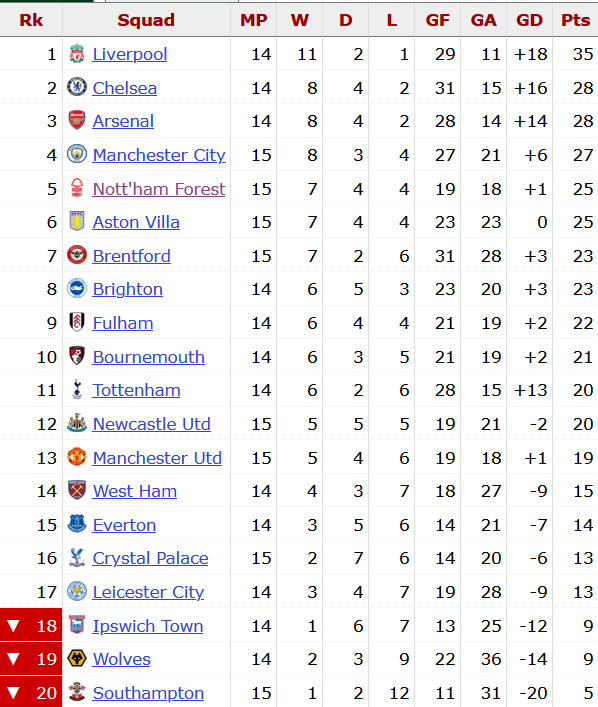 Rk Squad MP W D L GF GA GD Pts
1 Liverpool 14 11 2 1 29 11 +18 35
2 Chelsea 14 8 4 2 31 15 +16 28
3 Arsenal 14 8 4 2 28 14 +14 28
4 Manchester City 15 8 3 4 27 21 +6 27
5 Nott'ham Forest 15 7 4 4 19 18 +1 25
6 Aston Villa 15 7 4 4 23 23 0 25
7 Brentford 15 7 2 6 31 28 +3 23
8 Brighton 14 6 5 3 23 20 +3 23
9 Fulham 14 6 4 4 21 19 +2 22
10 Bournemouth 14 6 3 5 21 19 +2 21
11 Tottenham 14 6 2 6 28 15 +13 20
12 Newcastle Utd 15 5 5 5 19 21 -2 20
13 Manchester Utd 15 5 4 6 19 18 +1 19
14 West Ham 14 4 3 7 18 27 -9 15
15 Everton 14 3 5 6 14 21 -7 14
16 Crystal Palace 15 2 7 6 14 20 -6 13
17 Leicester City 14 3 4 7 19 28 -9 13
▼ 18 Ipswich Town 14 1 6 7 13 25 -12 9
▼ 19 Wolves 14 2 3 9 22 36 -14 9
▼ 20 Southampton 15 1 2 12 11 31 -20 5